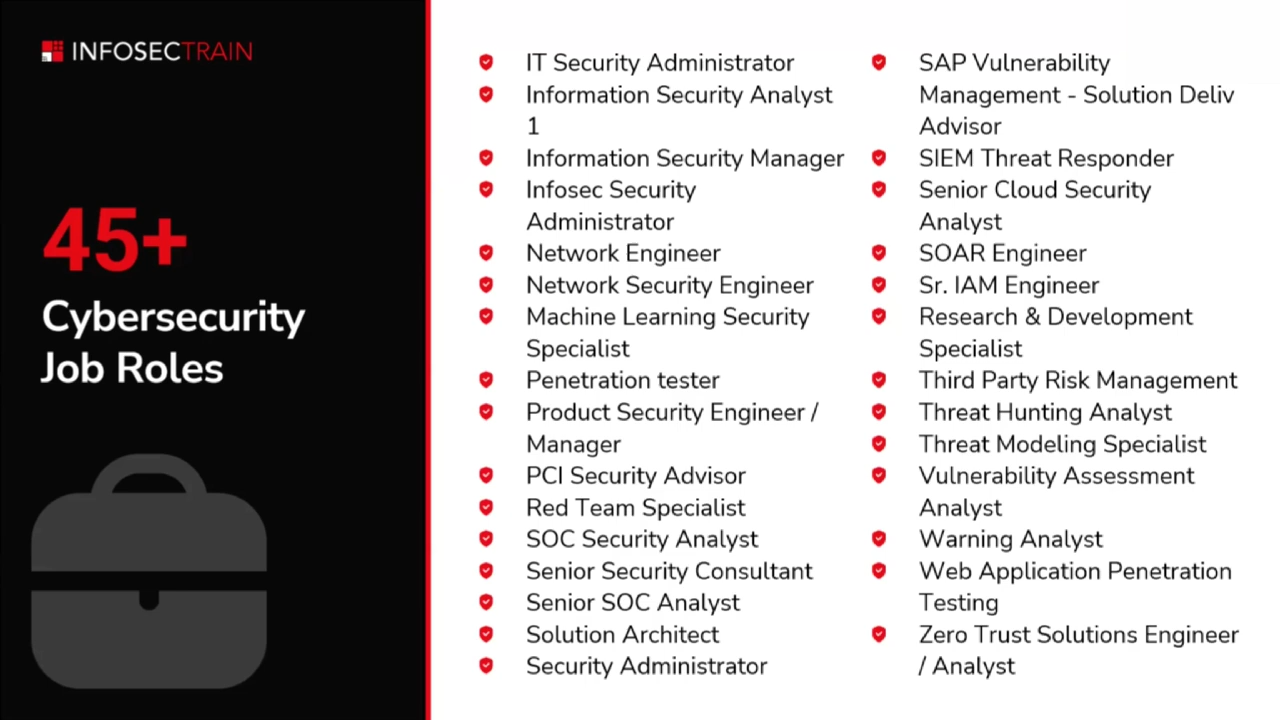 INFOSECTRAIN
45+
Cybersecurity
Job Roles
IT Security Administrator
Information Security Analyst
1
Information Security Manager
Infosec Security
Administrator
Network Engineer
Network Security Engineer
Machine Learning Security
Specialist
Penetration tester
Product Security Engineer /
Manager
PCI Security Advisor
Red Team Specialist
SOC Security Analyst
Senior Security Consultant
Senior SOC Analyst
Solution Architect
Security Administrator
SAP Vulnerability
Management - Solution Deliv
Advisor
SIEM Threat Responder
Senior Cloud Security
Analyst
SOAR Engineer
Sr. IAM Engineer
Research & Development
Specialist
Third Party Risk Management
Threat Hunting Analyst
Threat Modeling Specialist
Vulnerability Assessment
Analyst
Warning Analyst
Web Application Penetration
Testing
Zero Trust Solutions Engineer
/ Analyst